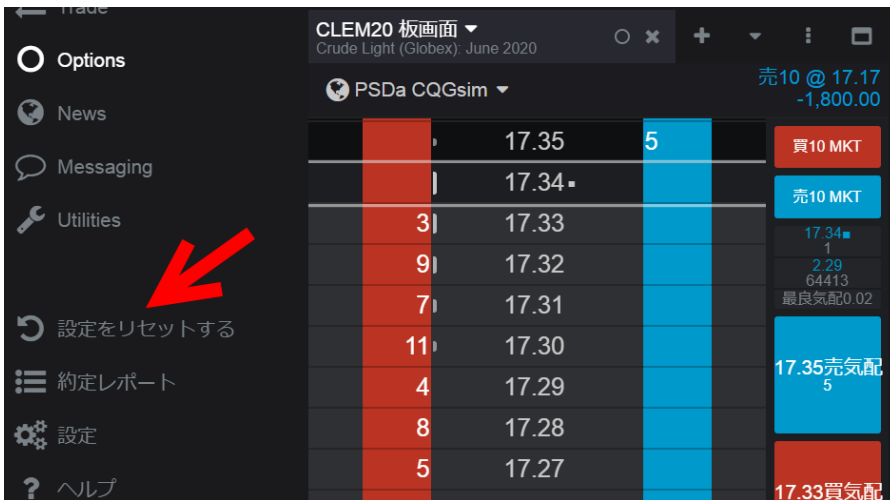 Trade
Options
News
Messaging
Utilities
設定をリセットする
約定レポート
設定
? ヘルプ
CLEM20 板画面
Crude Light (Globex): June 2020
PSDa CQGsim
売10 @ 17.17
-1,800.00
17.35 5
17.34
3 17.33
9 17.32
7 17.31
11 17.30
4 17.29
8 17.28
5 17.27
買10 MKT
売10 MKT
17.34
1
2.29
64413
最良気配0.02
17.35売気配
5
17.33買気配